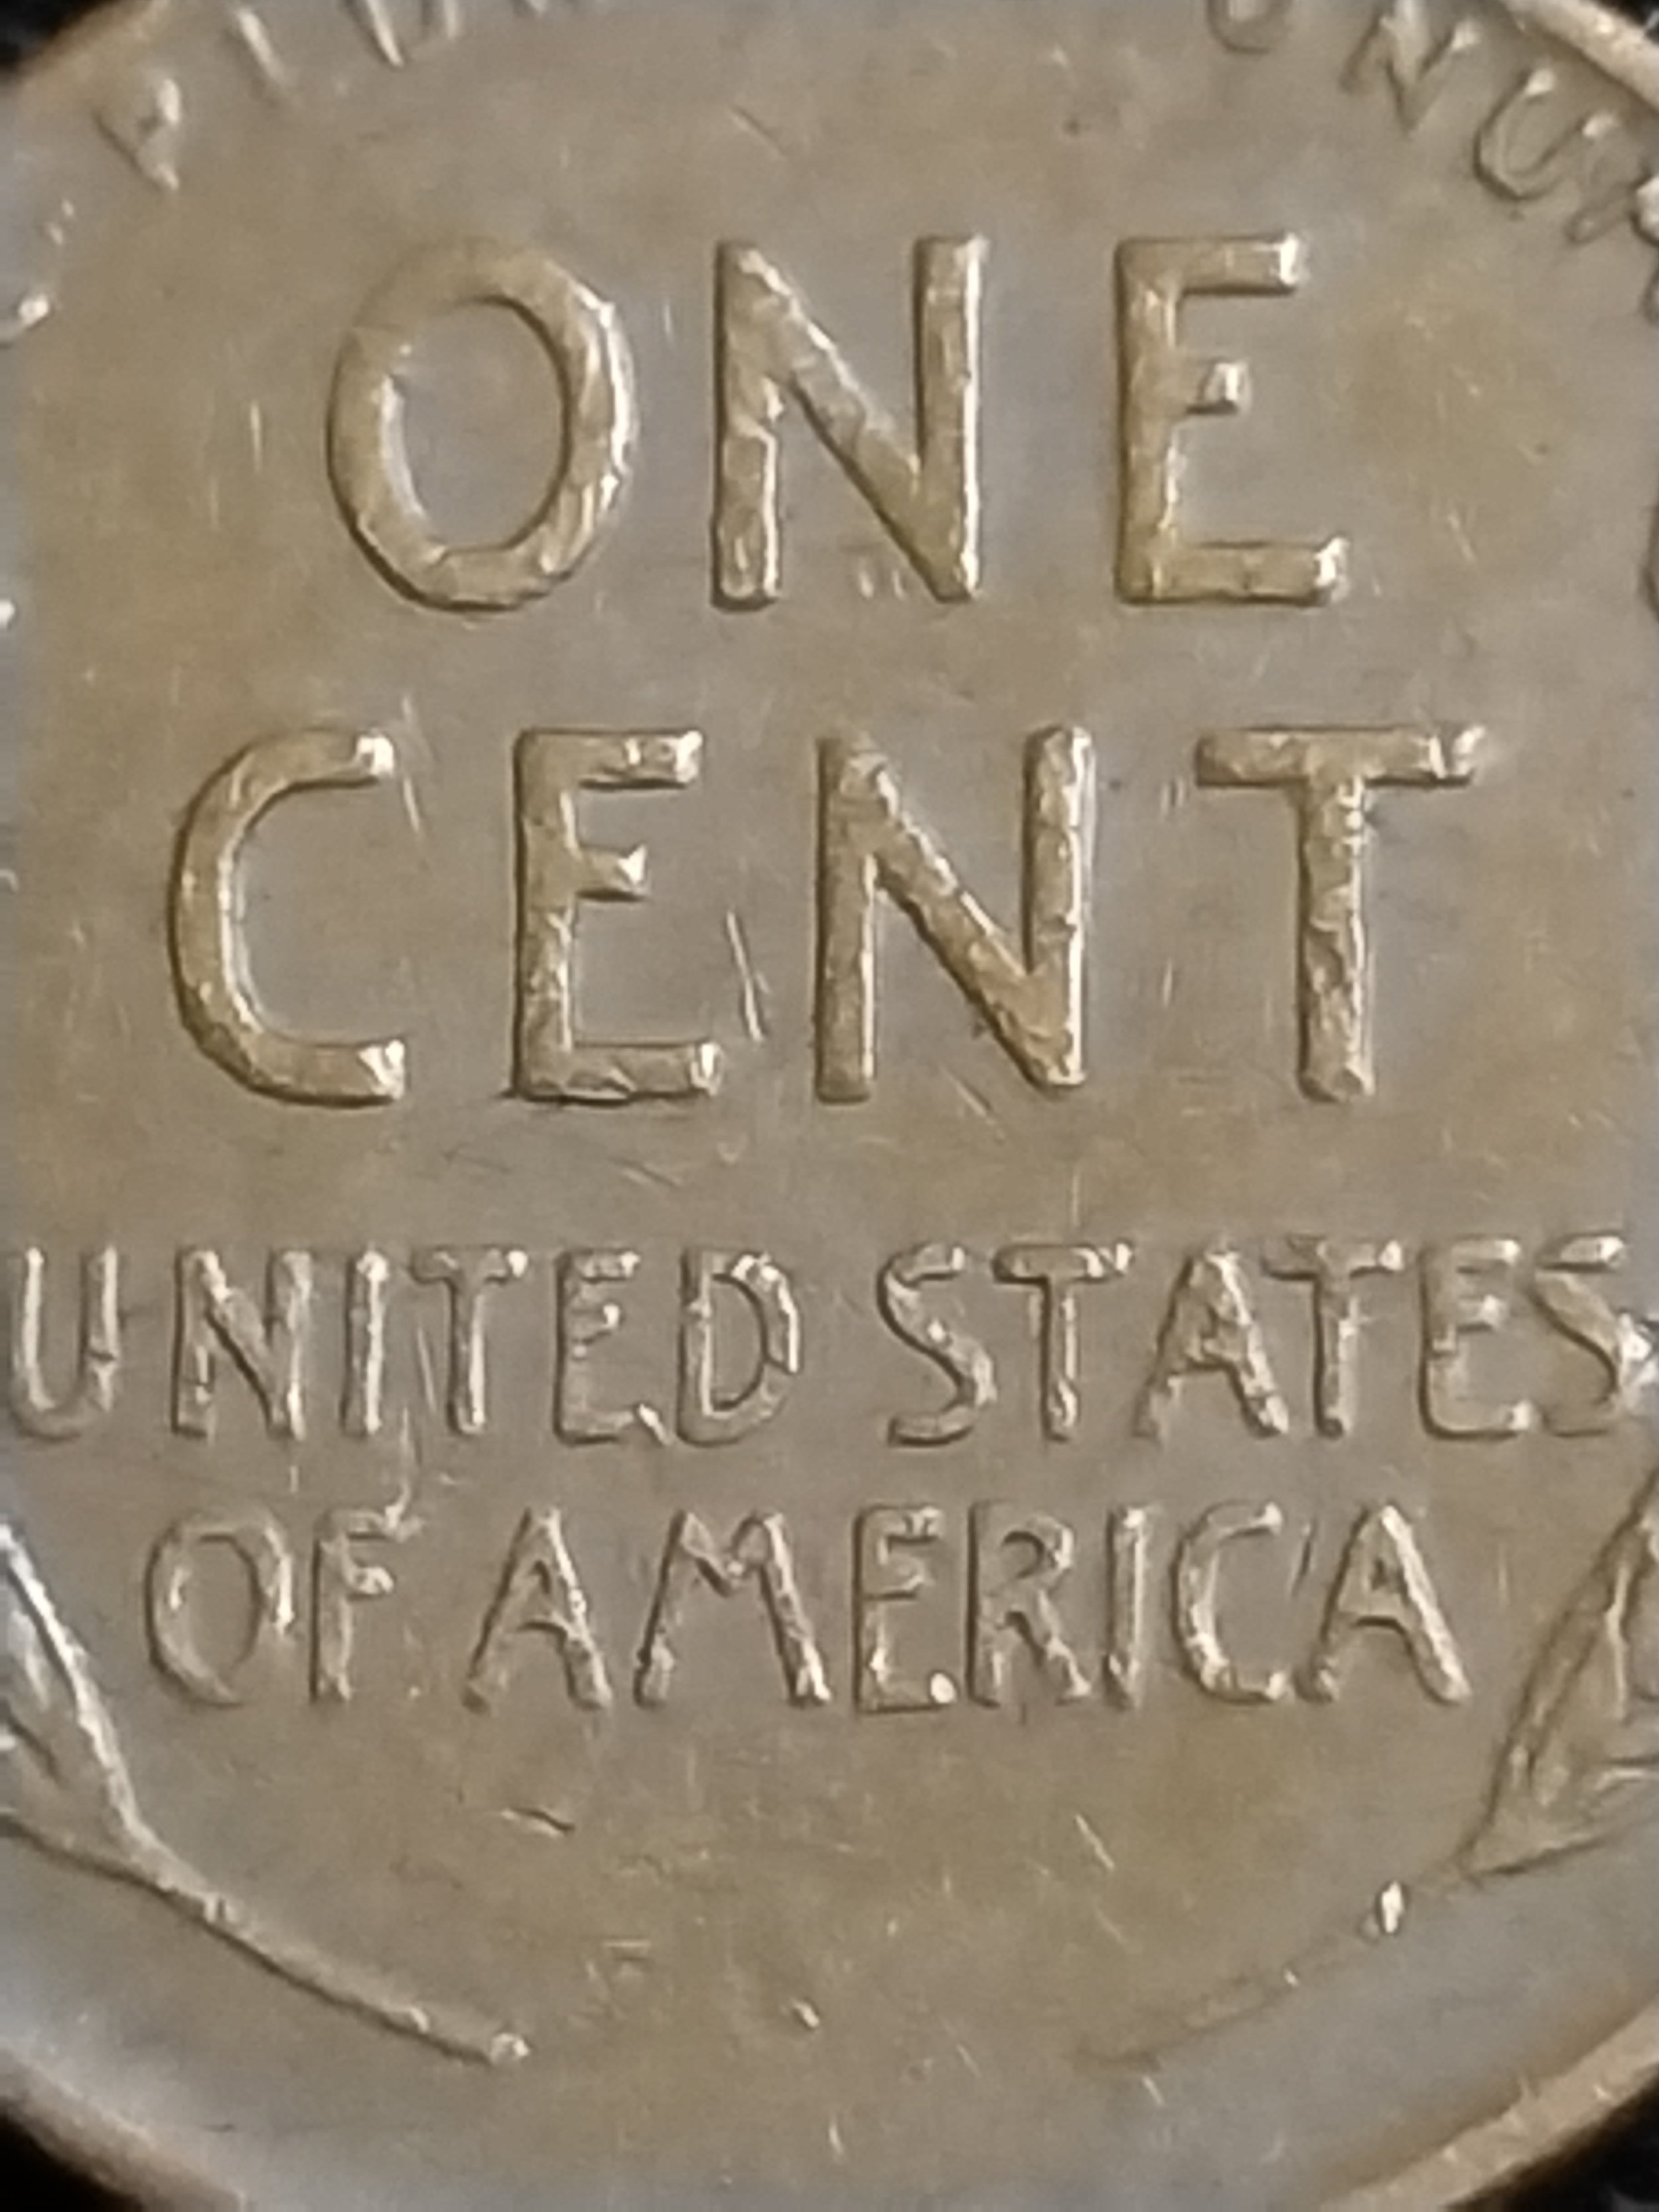 ONE
CENT
UNITED STATES
OF AMERICA